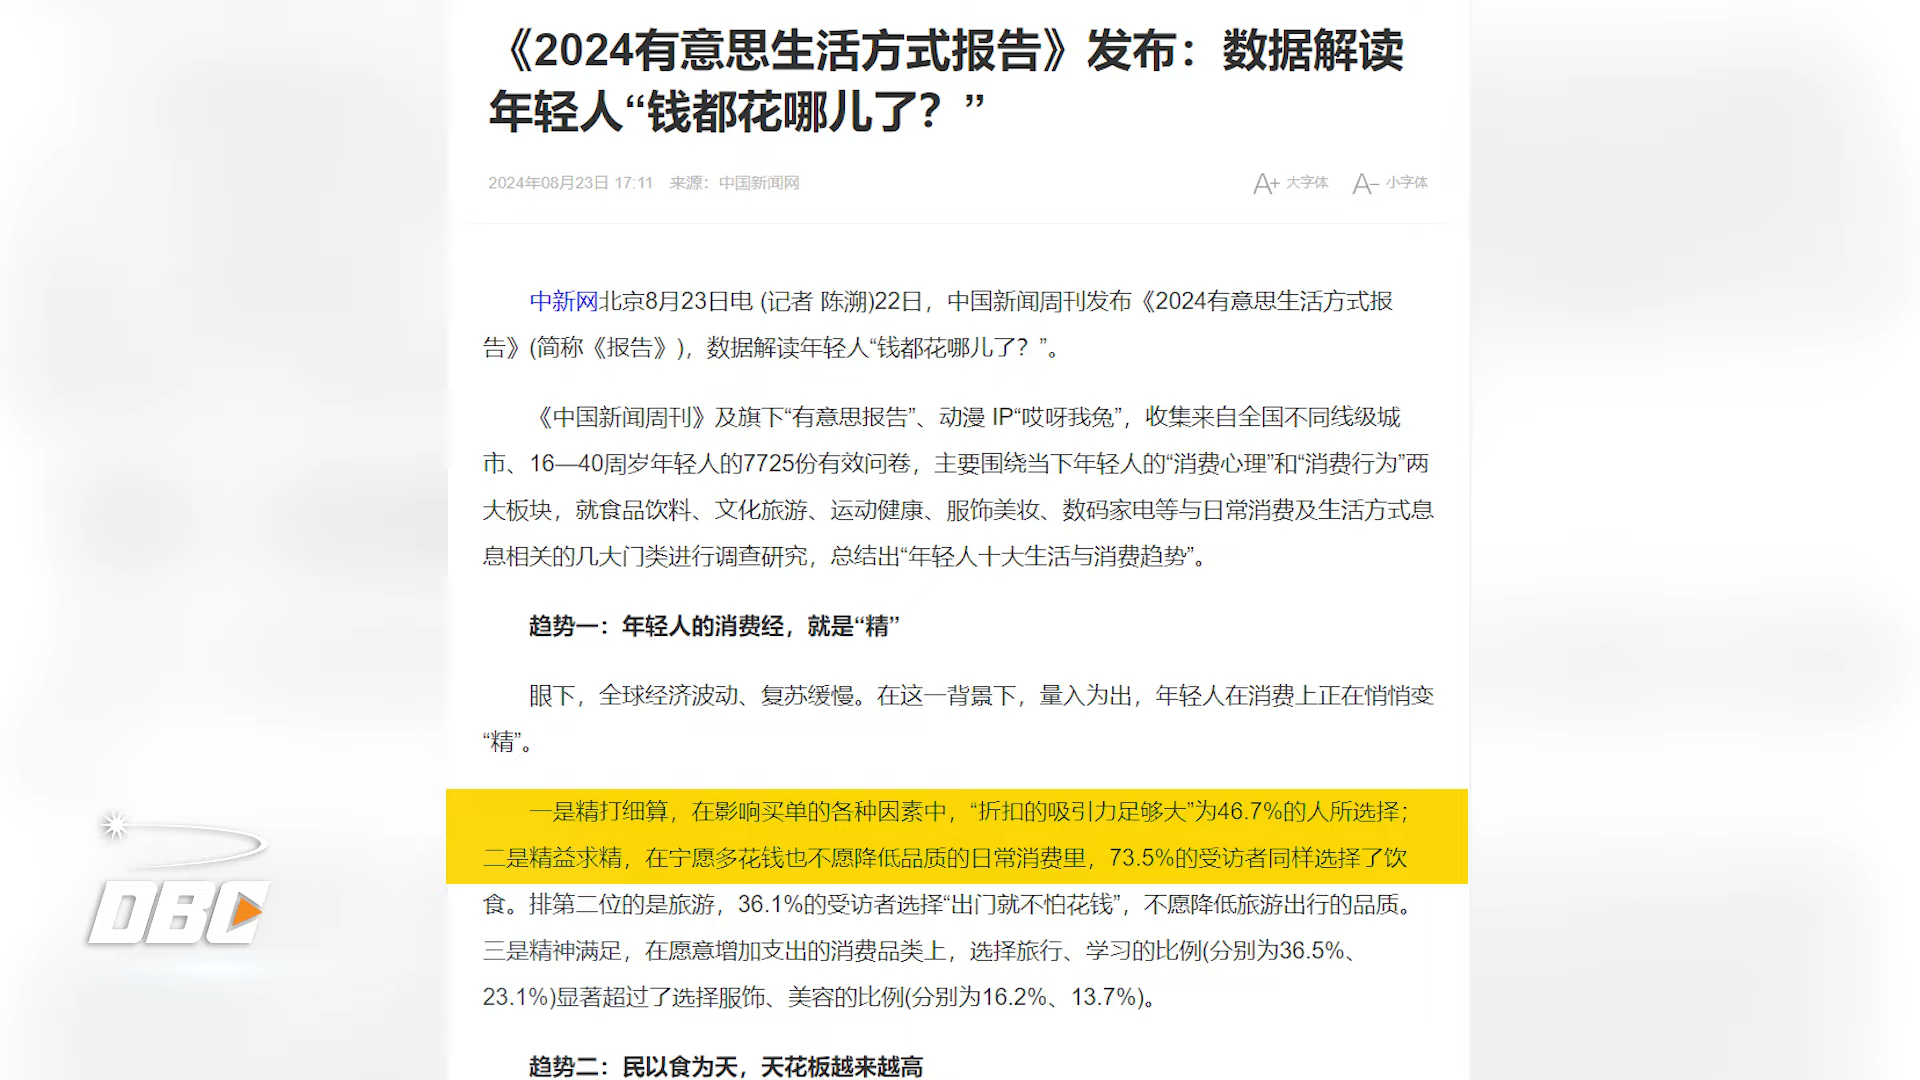 《2024有意思生活方式报告》发布：数据解读
年轻人“钱都花哪儿了？”
2024年08月23日 17:11 来源：中国新闻网
A+ 大字体 A- 小字体
中新网北京8月23日电 (记者 陈溯)22日，中国新闻周刊发布《2024有意思生活方式报
告》(简称《报告》)，数据解读年轻人“钱都花哪儿了？”。
《中国新闻周刊》及旗下“有意思报告”、动漫 IP“哎呀我兔”，收集来自全国不同线级城
市、16—40周岁年轻人的7725份有效问卷，主要围绕当下年轻人的“消费心理”和“消费行为”两
大板块，就食品饮料、文化旅游、运动健康、服饰美妆、数码家电等与日常消费及生活方式息
息相关的几大门类进行调查研究，总结出“年轻人十大生活与消费趋势”。
趋势一：年轻人的消费经，就是“精”
眼下，全球经济波动、复苏缓慢。在这一背景下，量入为出，年轻人在消费上正在悄悄变
“精”。
一是精打细算，在影响买单的各种因素中，“折扣的吸引力足够大”为46.7%的人所选择；
二是精益求精，在宁愿多花钱也不愿降低品质的日常消费里，73.5%的受访者同样选择了饮
食。排第二位的是旅游，36.1%的受访者选择“出门就不怕花钱”，不愿降低旅游出行的品质。
三是精神满足，在愿意增加支出的消费品类上，选择旅行、学习的比例(分别为36.5%、
23.1%)显著超过了选择服饰、美容的比例(分别为16.2%、13.7%)。
趋势二：民以食为天，天花板越来越高
DBC